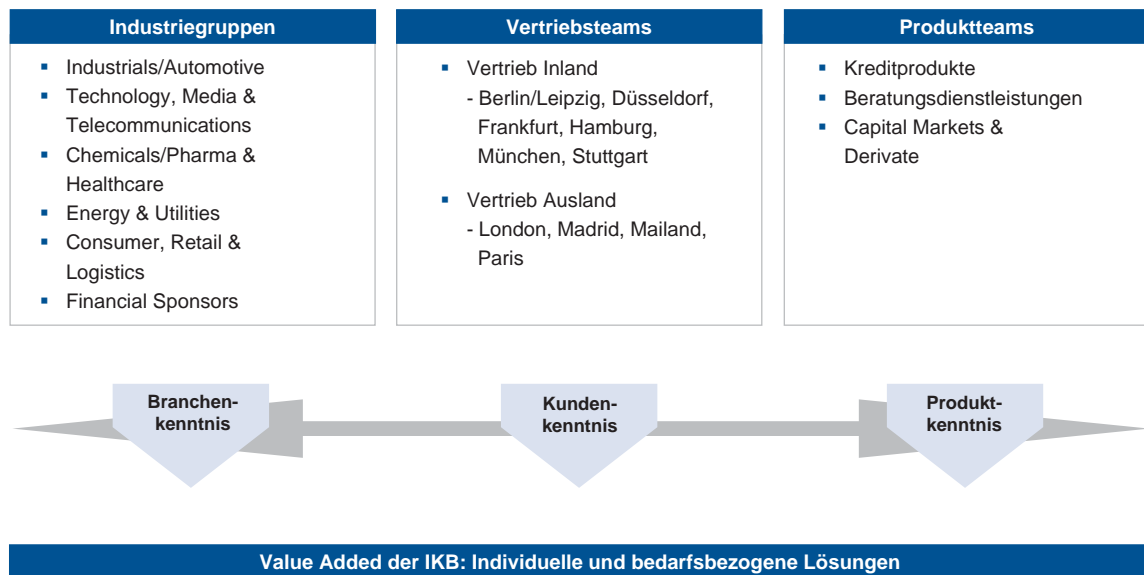 Industriegruppen
▪ Industrials/Automotive
▪ Technology, Media &
Telecommunications
▪ Chemicals/Pharma &
Healthcare
▪ Energy & Utilities
▪ Consumer, Retail &
Logistics
▪ Financial Sponsors
Vertriebsteams
▪ Vertrieb Inland
- Berlin/Leipzig, Düsseldorf,
Frankfurt, Hamburg,
München, Stuttgart
▪ Vertrieb Ausland
- London, Madrid, Mailand,
Paris
Produktteams
▪ Kreditprodukte
▪ Beratungsdienstleistungen
▪ Capital Markets &
Derivate
Branchen-
kenntnis
Kunden-
kenntnis
Produkt-
kenntnis
Value Added der IKB: Individuelle und bedarfsbezogene Lösungen